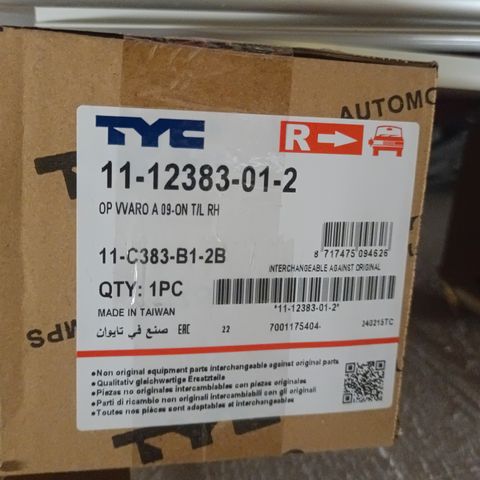 AUTOMO
TYC
R
11-12383-01-2
OP VVARO A 09-ON T/L RH
8 717475 094626
11-C383-B1-2B
INTERCHANGEABLE AGAINST ORIGINAL
QTY: 1PC
*11-12383-01-2*
MADE IN TAIWAN
صنع في تايوان EAC 22 7001175404- 240215TC
MPS
•Non original equipment parts interchangeable against original parts
•Qualitativ gleichwertige Ersatzteile
•Piezas no originales intercambiables con piezas originales
•Parti di ricambio non originali intercambicabili con gli originali
•Toutes nos pièces sont adaptables et interchangeables